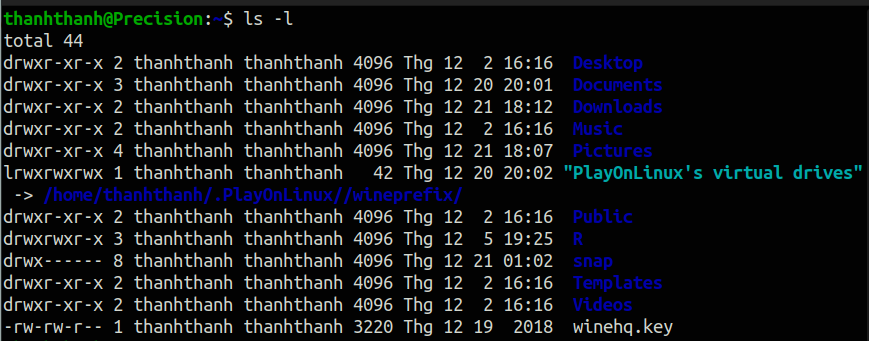 thanhthanh@Precision:~$ ls -l
total 44
drwxr-xr-x 2 thanhthanh thanhthanh 4096 Thg 12  2 16:16  Desktop
drwxr-xr-x 3 thanhthanh thanhthanh 4096 Thg 12 20 20:01  Documents
drwxr-xr-x 2 thanhthanh thanhthanh 4096 Thg 12 21 18:12  Downloads
drwxr-xr-x 2 thanhthanh thanhthanh 4096 Thg 12  2 16:16  Music
drwxr-xr-x 4 thanhthanh thanhthanh 4096 Thg 12 21 18:07  Pictures
lrwxrwxrwx 1 thanhthanh thanhthanh   42 Thg 12 20 20:02 "PlayOnLinux's virtual drives"
 -> /home/thanhthanh/.PlayOnLinux//wineprefix/
drwxr-xr-x 2 thanhthanh thanhthanh 4096 Thg 12  2 16:16  Public
drwxrwxr-x 3 thanhthanh thanhthanh 4096 Thg 12  5 19:25  R
drwx------ 8 thanhthanh thanhthanh 4096 Thg 12 21 01:02  snap
drwxr-xr-x 2 thanhthanh thanhthanh 4096 Thg 12  2 16:16  Templates
drwxr-xr-x 2 thanhthanh thanhthanh 4096 Thg 12  2 16:16  Videos
-rw-rw-r-- 1 thanhthanh thanhthanh 3220 Thg 12 19  2018  winehq.key